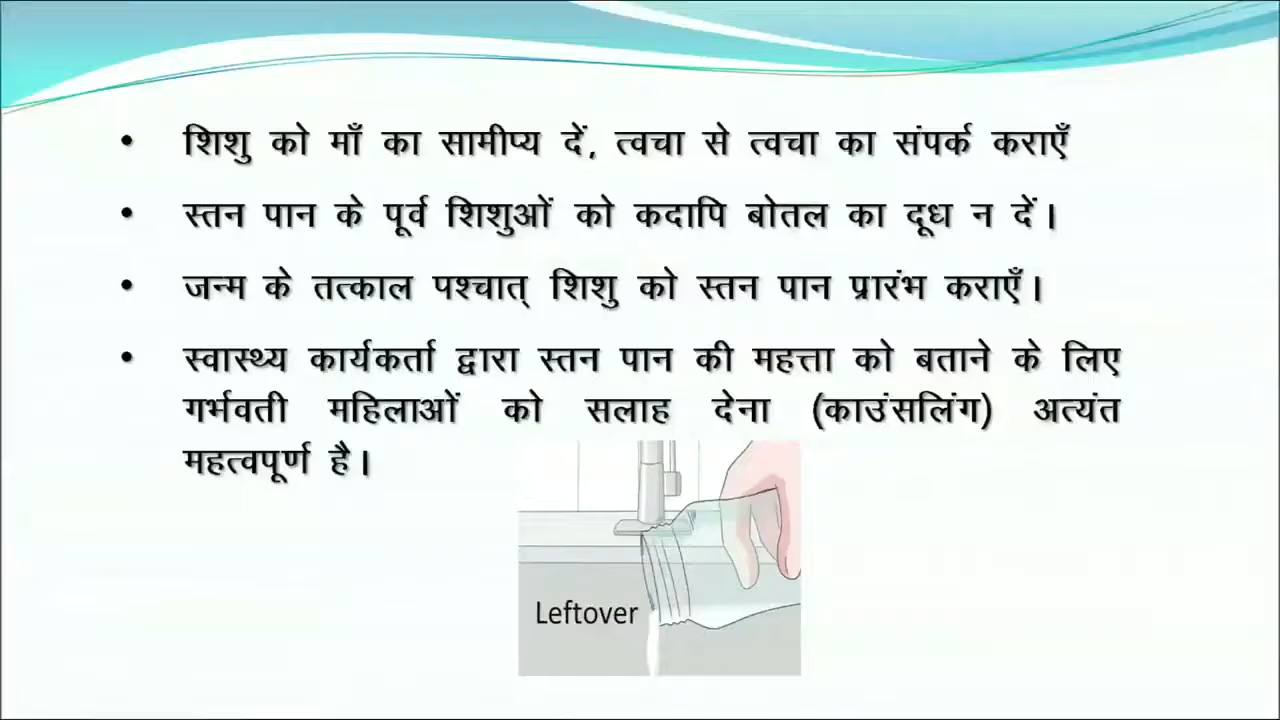 • शिशु को माँ का सामीप्य दें, त्वचा से त्वचा का संपर्क कराएँ
• स्तन पान के पूर्व शिशुओं को कदापि बोतल का दूध न दें।
• जन्म के तत्काल पश्चात् शिशु को स्तन पान प्रारंभ कराएँ।
• स्वास्थ्य कार्यकर्ता द्वारा स्तन पान की महत्ता को बताने के लिए
गर्भवती महिलाओं को सलाह देना (काउंसलिंग) अत्यंत
महत्वपूर्ण है।
Leftover